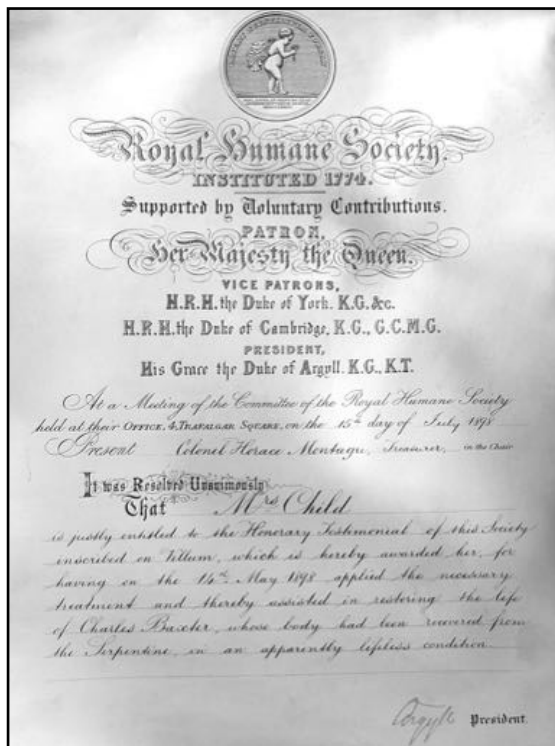 Royal Humane Society.
INSTITUTED 1774.
Supported by Voluntary Contributions.
PATRON,
Her Majesty the Queen.
VICE PATRONS,
H.R.H. the Duke of York. K.G. &c.
H.R.H. the Duke of Cambridge, K.G., G.C.M.G.
PRESIDENT,
His Grace the Duke of Argyll. K.G., K.T.
At a Meeting of the Committee of the Royal Humane Society
held at their OFFICE, 4, TRAFALGAR SQUARE, on the 15th day of July 1898
Present Colonel Horace Montagu, Treasurer, in the Chair
It was Resolved Unanimously
That Mrs Child
is justly entitled to the Honorary Testimonial of this Society
inscribed on Vellum, which is hereby awarded her, for
having on the 14th May 1898 applied the necessary
treatment and thereby assisted in restoring the life
of Charles Baxter, whose body had been recovered from
the Serpentine, in an apparently lifeless condition.
Argyll President.